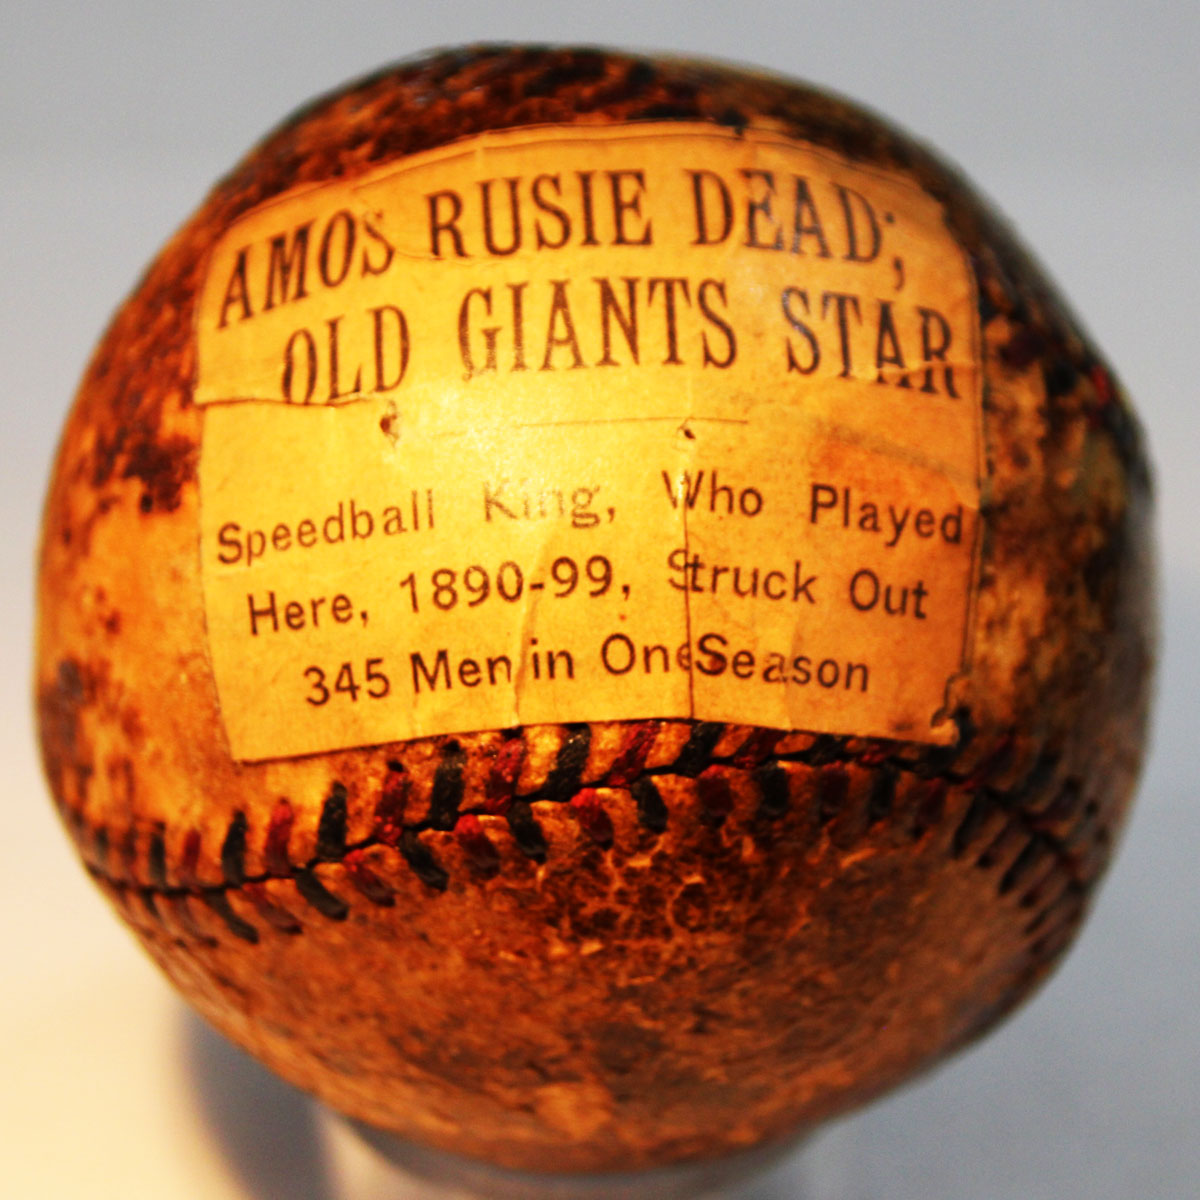 AMOS RUSIE DEAD;
OLD GIANTS STAR
Speedball King, Who Played
Here, 1890-99, Struck Out
345 Men in One Season